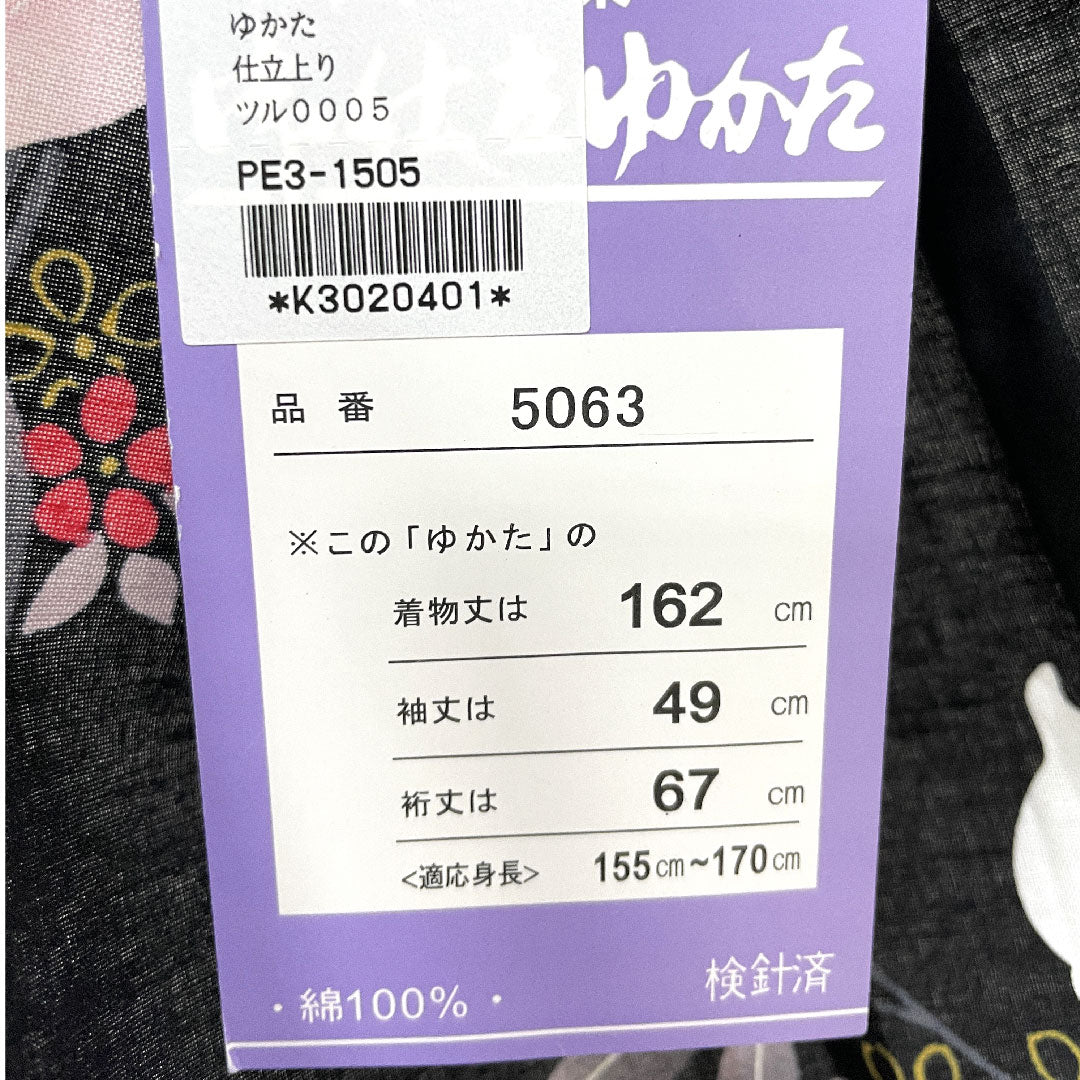 ゆかた
仕立上り
ツル0005
PE3-1505
*K3020401*
ゆかた
品番 5063
※この「ゆかた」の
着物丈は 162 cm
袖丈は 49 cm
裄丈は 67 cm
<適応身長> 155cm~170cm
・綿100%・
検針済